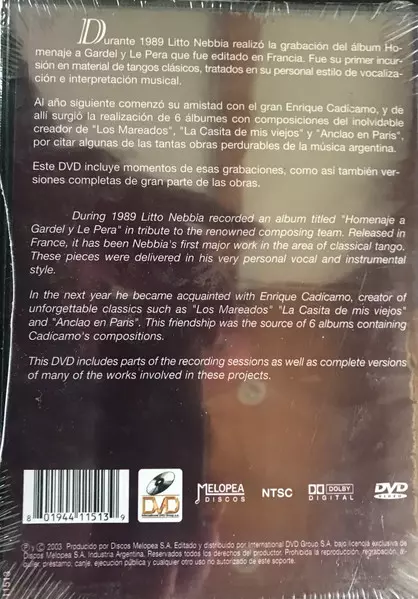 Durante 1989 Litto Nebbia realizó la grabación del álbum Ho-
menaje a Gardel y Le Pera que fue editado en Francia. Fue su primer incur-
sión en material de tangos clásicos, tratados en su personal estilo de vocaliza-
ción e interpretación musical.
Al año siguiente comenzó su amistad con el gran Enrique Cadícamo, y de
allí surgió la realización de 6 álbumes con composiciones del inolvidable
creador de "Los Mareados", "La Casita de mis viejos" y "Anclao en París",
por citar algunas de las tantas obras perdurables de la música argentina.
Este DVD incluye momentos de esas grabaciones, como así también ver-
siones completas de gran parte de las obras.
During 1989 Litto Nebbia recorded an album titled "Homenaje a
Gardel y Le Pera" in tribute to the renowned composing team. Released in
France, it has been Nebbia's first major work in the area of classical tango.
These pieces were delivered in his very personal vocal and instrumental
style.
In the next year he became acquainted with Enrique Cadícamo, creator of
unforgettable classics such as "Los Mareados" "La Casita de mis viejos"
and "Anclao en Paris". This friendship was the source of 6 albums containing
Cadicamo's compositions.
This DVD includes parts of the recording sessions as well as complete versions
of many of the works involved in these projects.
8 01944 11513 9
DVD
MELOPEA
DISCOS
NTSC
DOLBY
DIGITAL
DVD
VIDEO
℗ y © 2003 Producido por Discos Melopea S.A. Editado y distribuido por International DVD Group S.A. bajo licencia exclusiva de
Discos Melopea S.A. Industria Argentina. Reservados todos los derechos del productor. Prohibida la reproducción, regrabación, al-
quiler, préstamo, canje, ejecución pública y cualquier otro uso no autorizado de este soporte.
11513